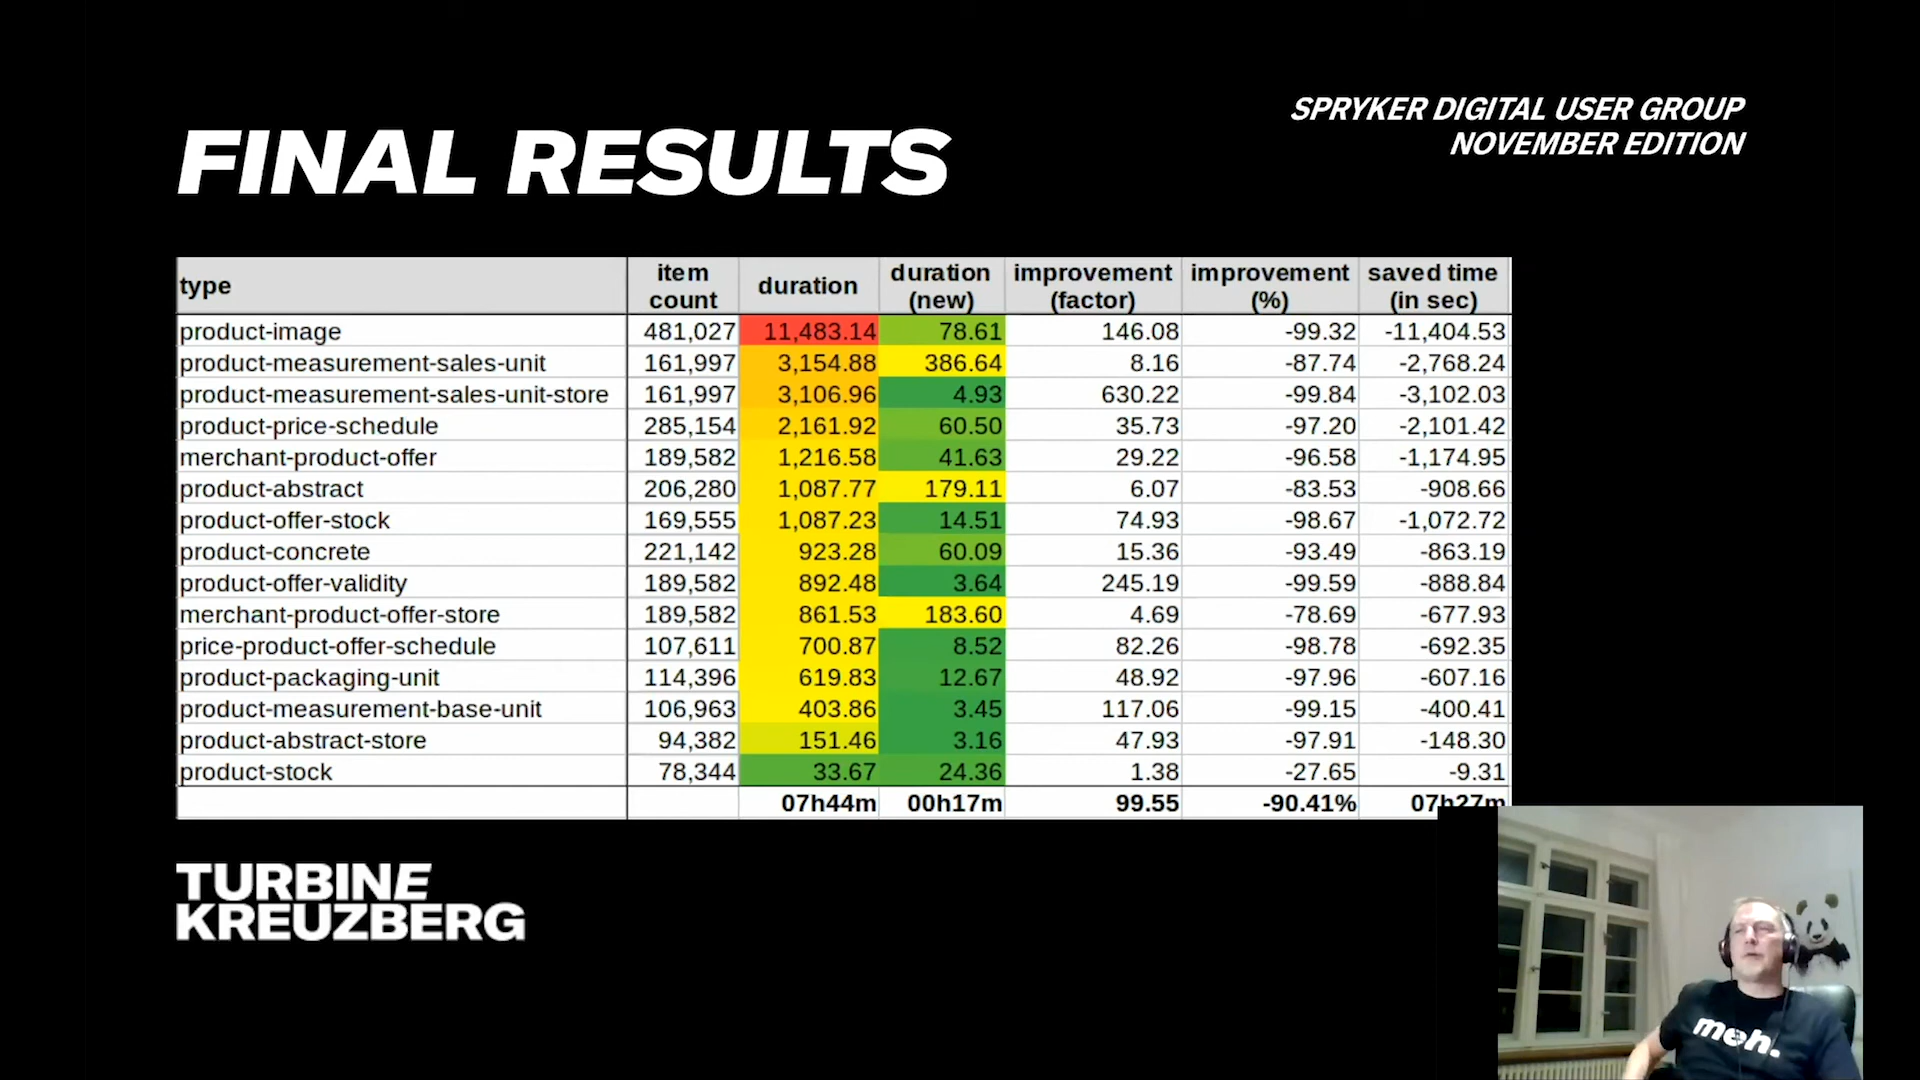 FINAL RESULTS
SPRYKER DIGITAL USER GROUP
NOVEMBER EDITION
type item count duration duration (new) improvement (factor) improvement (%) saved time (in sec)
product-image 481,027 11,483.14 78.61 146.08 -99.32 -11,404.53
product-measurement-sales-unit 161,997 3,154.88 386.64 8.16 -87.74 -2,768.24
product-measurement-sales-unit-store 161,997 3,106.96 4.93 630.22 -99.84 -3,102.03
product-price-schedule 285,154 2,161.92 60.50 35.73 -97.20 -2,101.42
merchant-product-offer 189,582 1,216.58 41.63 29.22 -96.58 -1,174.95
product-abstract 206,280 1,087.77 179.11 6.07 -83.53 -908.66
product-offer-stock 169,555 1,087.23 14.51 74.93 -98.67 -1,072.72
product-concrete 221,142 923.28 60.09 15.36 -93.49 -863.19
product-offer-validity 189,582 892.48 3.64 245.19 -99.59 -888.84
merchant-product-offer-store 189,582 861.53 183.60 4.69 -78.69 -677.93
price-product-offer-schedule 107,611 700.87 8.52 82.26 -98.78 -692.35
product-packaging-unit 114,396 619.83 12.67 48.92 -97.96 -607.16
product-measurement-base-unit 106,963 403.86 3.45 117.06 -99.15 -400.41
product-abstract-store 94,382 151.46 3.16 47.93 -97.91 -148.30
product-stock 78,344 33.67 24.36 1.38 -27.65 -9.31
07h44m 00h17m 99.55 -90.41% 07h27m
TURBINE
KREUZBERG
meh.